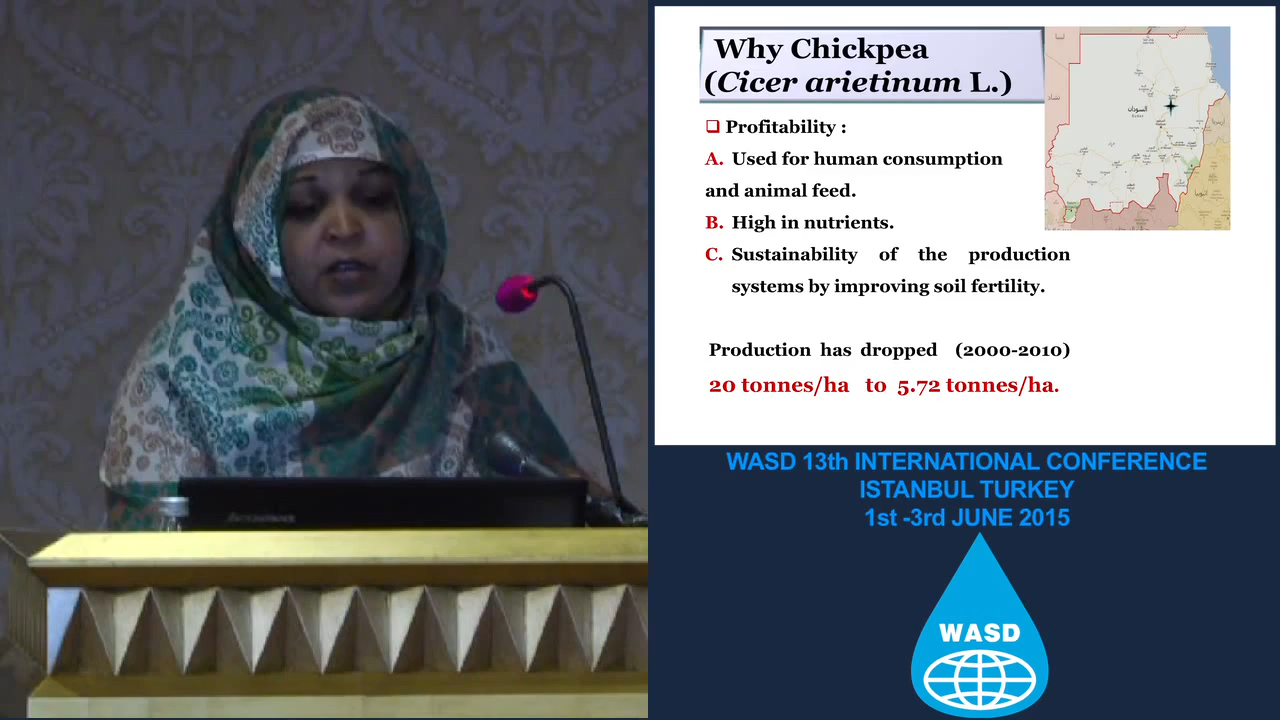 Why Chickpea
(Cicer arietinum L.)
❑ Profitability :
A. Used for human consumption
and animal feed.
B. High in nutrients.
C. Sustainability of the production
systems by improving soil fertility.
Production has dropped (2000-2010)
20 tonnes/ha to 5.72 tonnes/ha.
السودان
WASD 13th INTERNATIONAL CONFERENCE
ISTANBUL TURKEY
1st -3rd JUNE 2015
WASD